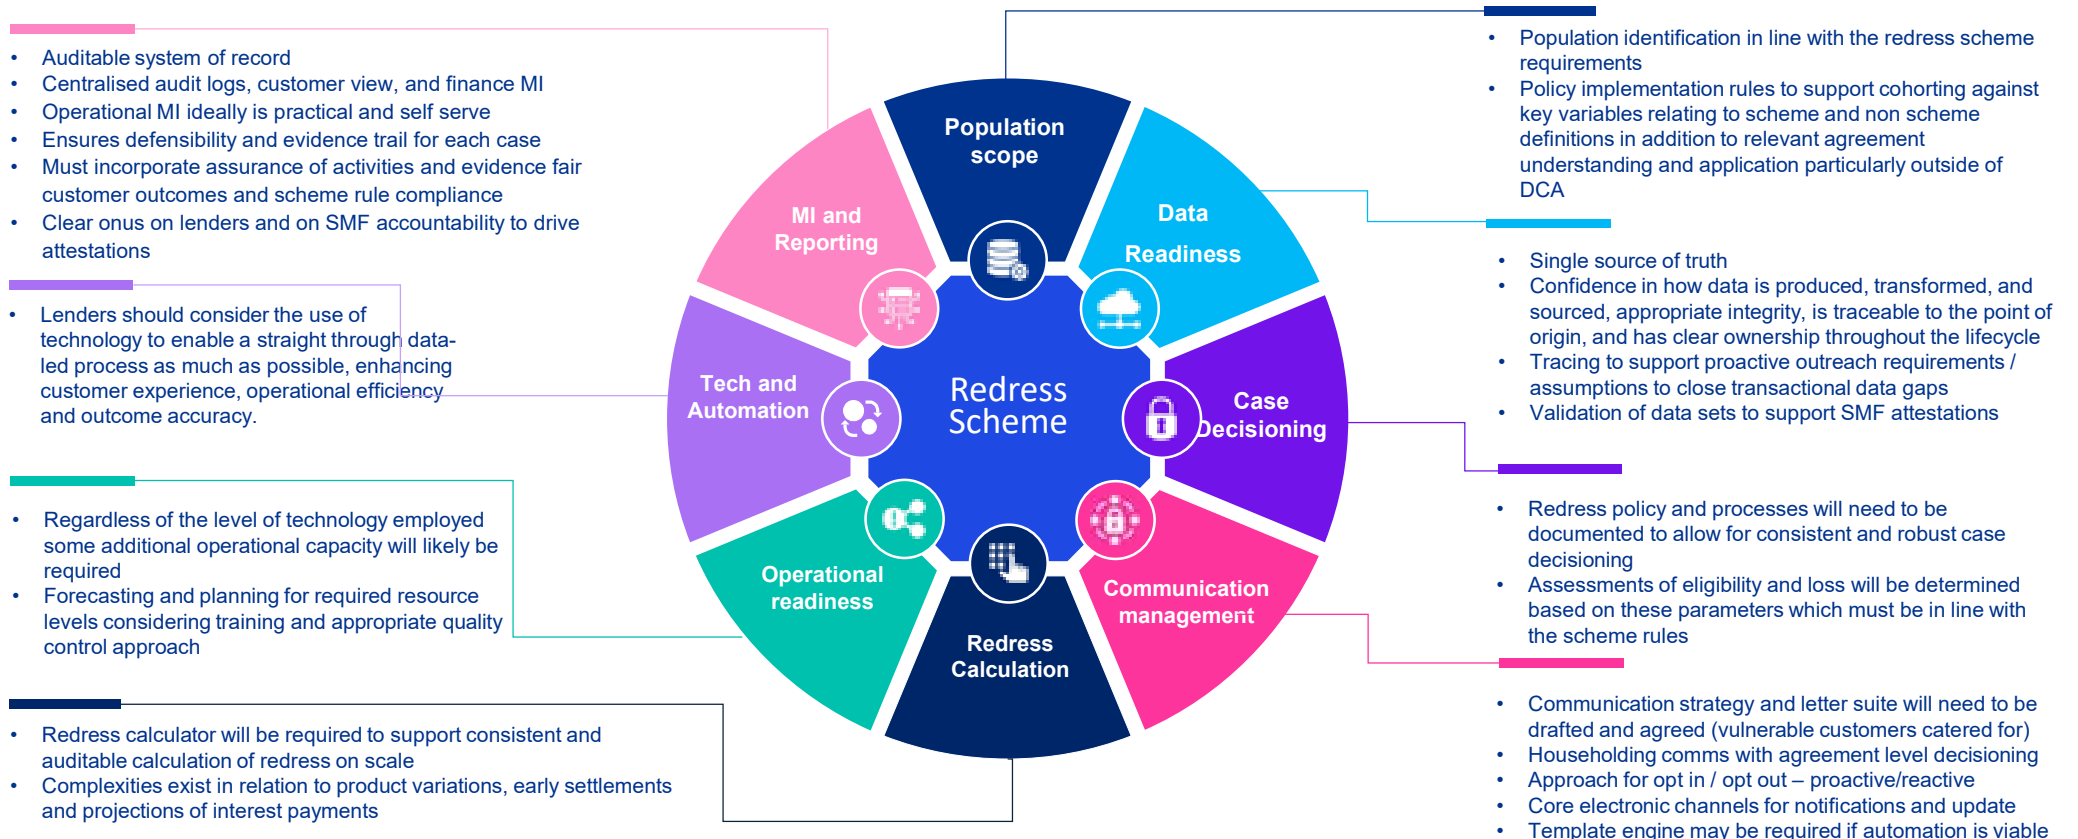 • Auditable system of record
• Centralised audit logs, customer view, and finance MI
• Operational MI ideally is practical and self serve
• Ensures defensibility and evidence trail for each case
• Must incorporate assurance of activities and evidence fair
customer outcomes and scheme rule compliance
• Clear onus on lenders and on SMF accountability to drive
attestations
• Lenders should consider the use of
technology to enable a straight through data-
led process as much as possible, enhancing
customer experience, operational efficiency
and outcome accuracy.
• Regardless of the level of technology employed
some additional operational capacity will likely be
required
• Forecasting and planning for required resource
levels considering training and appropriate quality
control approach
• Redress calculator will be required to support consistent and
auditable calculation of redress on scale
• Complexities exist in relation to product variations, early settlements
and projections of interest payments
Population
scope
Data
Readiness
Case
Decisioning
Communication
management
Redress
Calculation
Operational
readiness
Tech and
Automation
MI and
Reporting
Redress
Scheme
• Population identification in line with the redress scheme
requirements
• Policy implementation rules to support cohorting against
key variables relating to scheme and non scheme
definitions in addition to relevant agreement
understanding and application particularly outside of
DCA
• Single source of truth
• Confidence in how data is produced, transformed, and
sourced, appropriate integrity, is traceable to the point of
origin, and has clear ownership throughout the lifecycle
• Tracing to support proactive outreach requirements /
assumptions to close transactional data gaps
• Validation of data sets to support SMF attestations
• Redress policy and processes will need to be
documented to allow for consistent and robust case
decisioning
• Assessments of eligibility and loss will be determined
based on these parameters which must be in line with
the scheme rules
• Communication strategy and letter suite will need to be
drafted and agreed (vulnerable customers catered for)
• Householding comms with agreement level decisioning
• Approach for opt in / opt out – proactive/reactive
• Core electronic channels for notifications and update
• Template engine may be required if automation is viable